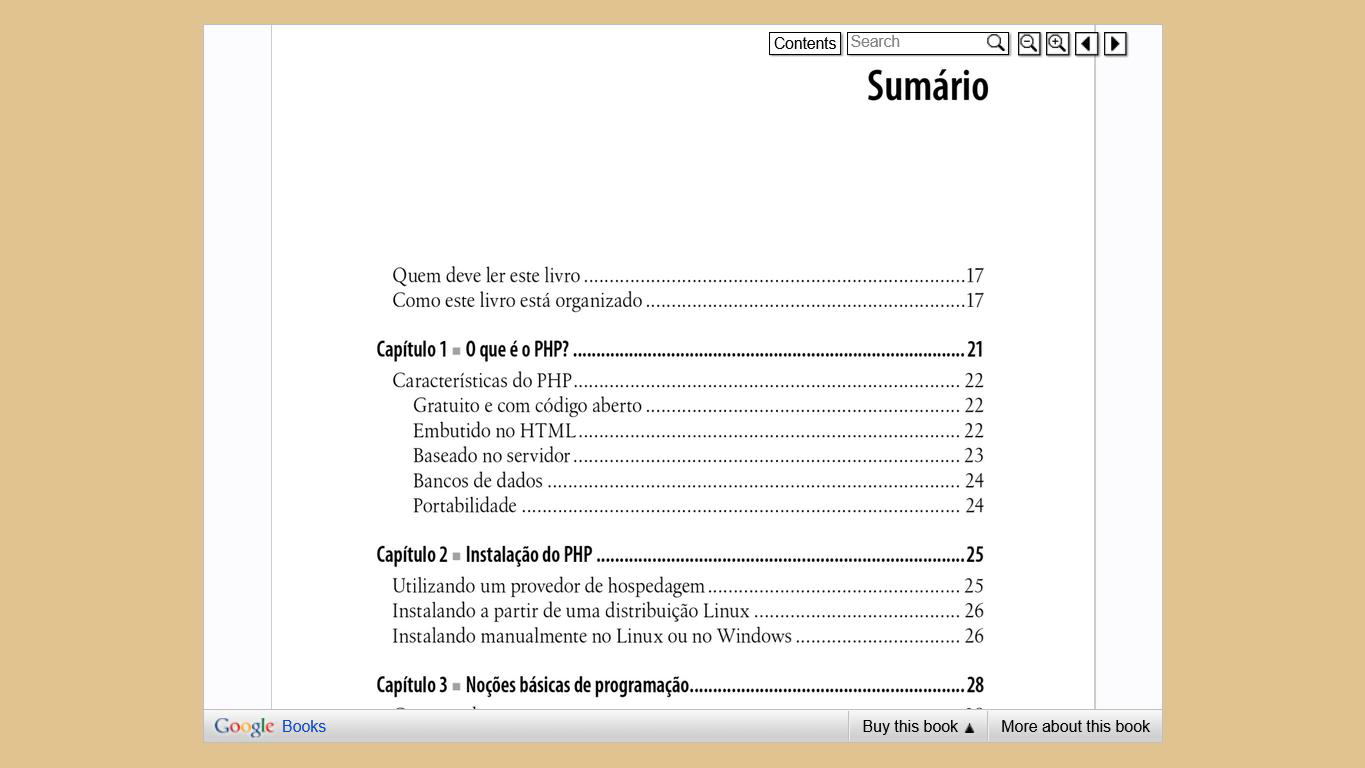 Contents Search
Sumário
Quem deve ler este livro ........................................................................... 17
Como este livro está organizado ............................................................... 17
Capítulo 1 ■ O que é o PHP? .................................................................................... 21
Características do PHP ........................................................................... 22
Gratuito e com código aberto ............................................................. 22
Embutido no HTML ........................................................................... 22
Baseado no servidor ........................................................................... 23
Bancos de dados ................................................................................ 24
Portabilidade ..................................................................................... 24
Capítulo 2 ■ Instalação do PHP ............................................................................... 25
Utilizando um provedor de hospedagem ................................................. 25
Instalando a partir de uma distribuição Linux ........................................ 26
Instalando manualmente no Linux ou no Windows ................................ 26
Capítulo 3 ■ Noções básicas de programação........................................................... 28
Google Books Buy this book ▲ More about this book